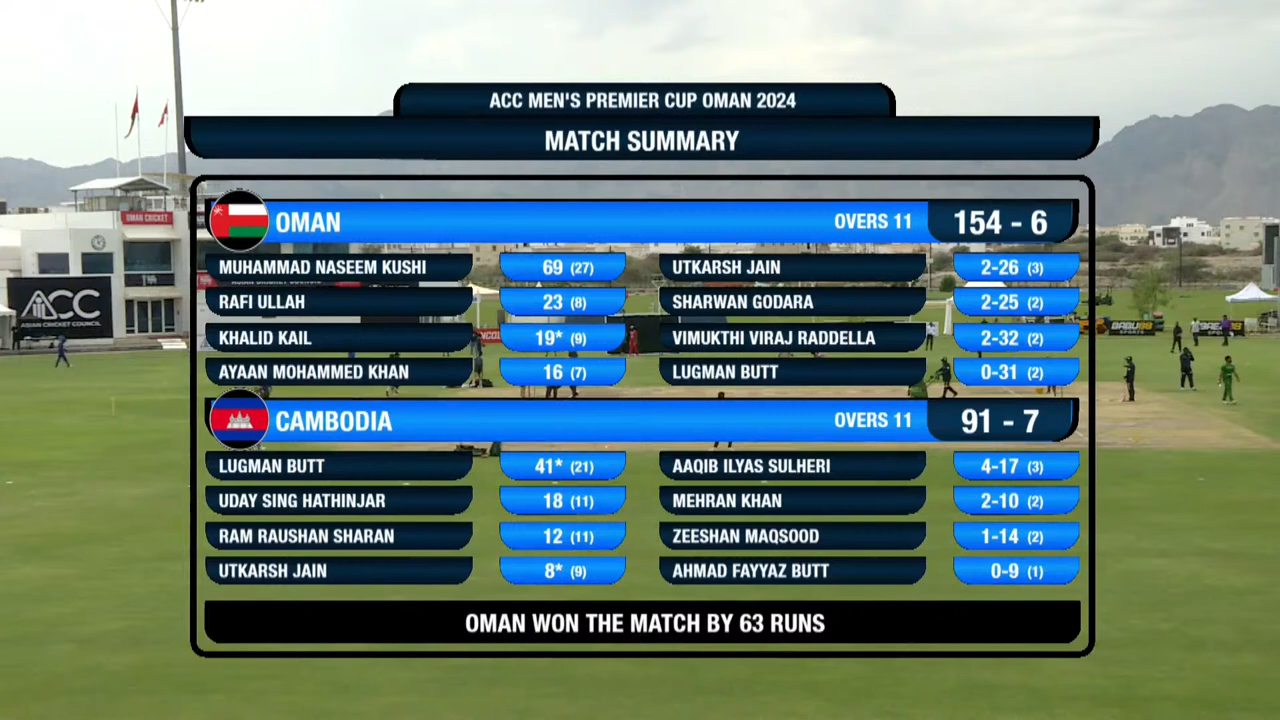 ACC MEN'S PREMIER CUP OMAN 2024
MATCH SUMMARY
OMAN OVERS 11 154 - 6
MUHAMMAD NASEEM KUSHI 69 (27) UTKARSH JAIN 2-26 (3)
RAFI ULLAH 23 (8) SHARWAN GODARA 2-25 (2)
KHALID KAIL 19* (9) VIMUKTHI VIRAJ RADDELLA 2-32 (2)
AYAAN MOHAMMED KHAN 16 (7) LUGMAN BUTT 0-31 (2)
CAMBODIA OVERS 11 91 - 7
LUGMAN BUTT 41* (21) AAQIB ILYAS SULHERI 4-17 (3)
UDAY SING HATHINJAR 18 (11) MEHRAN KHAN 2-10 (2)
RAM RAUSHAN SHARAN 12 (11) ZEESHAN MAQSOOD 1-14 (2)
UTKARSH JAIN 8* (9) AHMAD FAYYAZ BUTT 0-9 (1)
OMAN WON THE MATCH BY 63 RUNS
OMAN CRICKET
ACC
ASIAN CRICKET COUNCIL